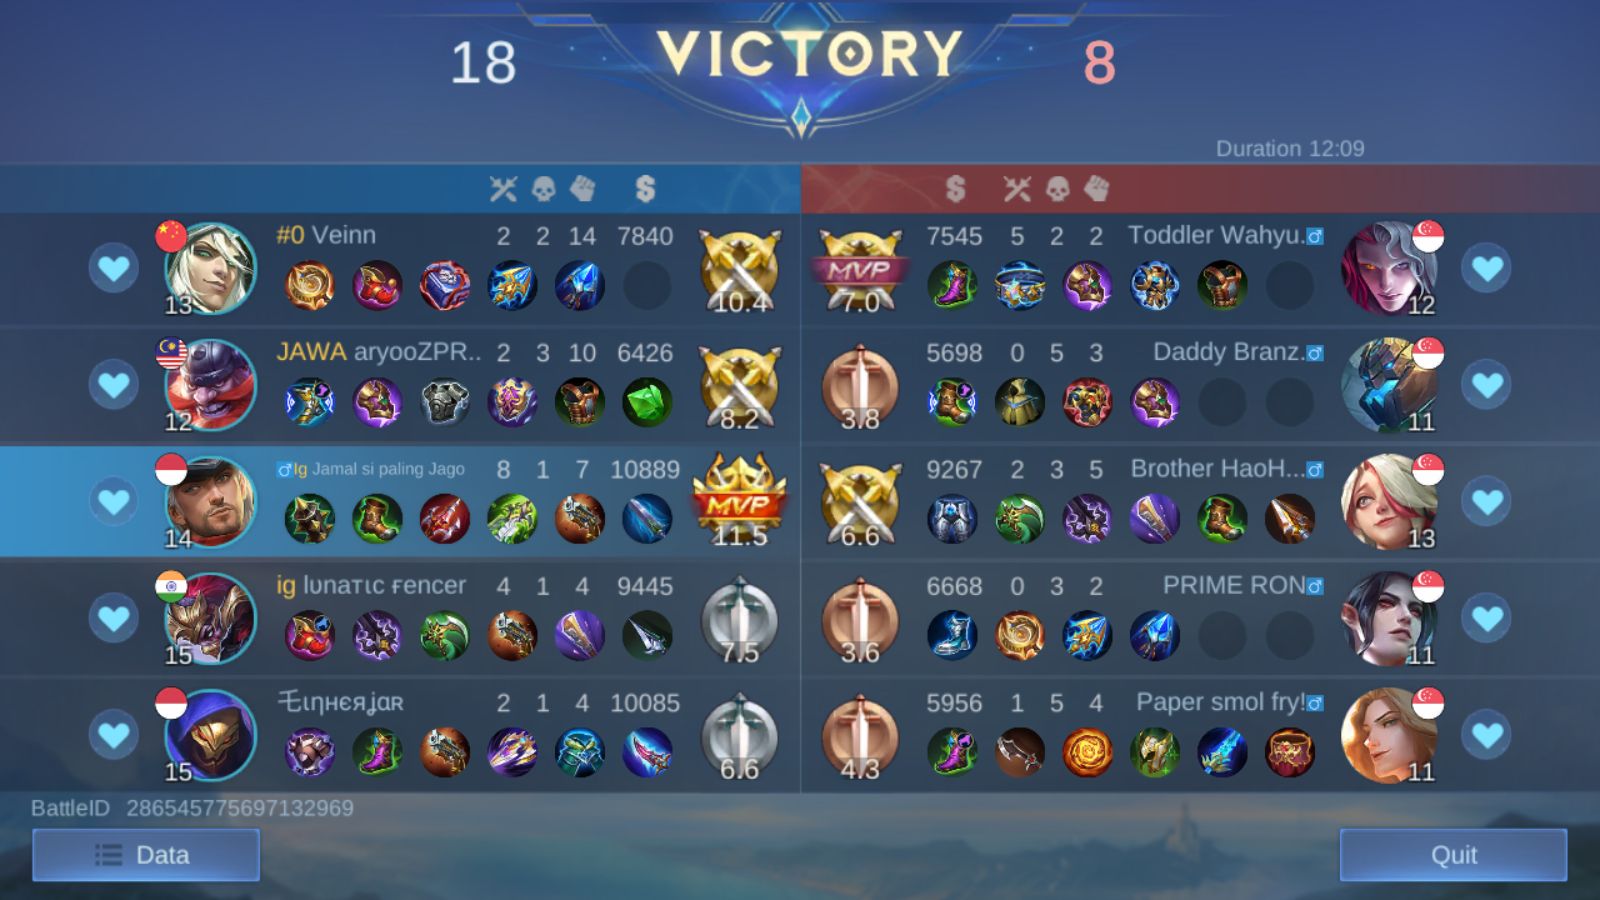 18 VICTORY 8
Duration 12:09
#0 Veinn 2 2 14 7840 10.4
13
MVP 7.0 7545 5 2 2 Toddler Wahyu.
12
JAWA aryooZPR.. 2 3 10 6426 8.2
12
3.8 5698 0 5 3 Daddy Branz.
11
Ig Jamal si paling Jago 8 1 7 10889 MVP 11.5
14
6.6 9267 2 3 5 Brother HaoH...
13
ig lυnaтιc ғencer 4 1 4 9445 7.5
15
3.6 6668 0 3 2 PRIME RON
11
2 1 4 10085 6.6
15
4.3 5956 1 5 4 Paper smol fry!
11
BattleID 286545775697132969
Data
Quit